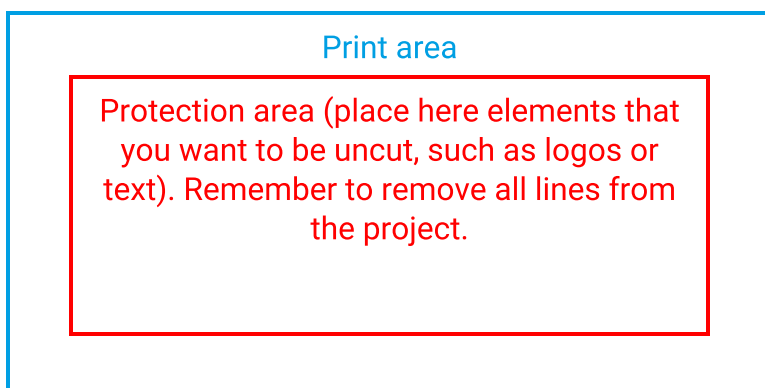 Print area
Protection area (place here elements that
you want to be uncut, such as logos or
text). Remember to remove all lines from
the project.